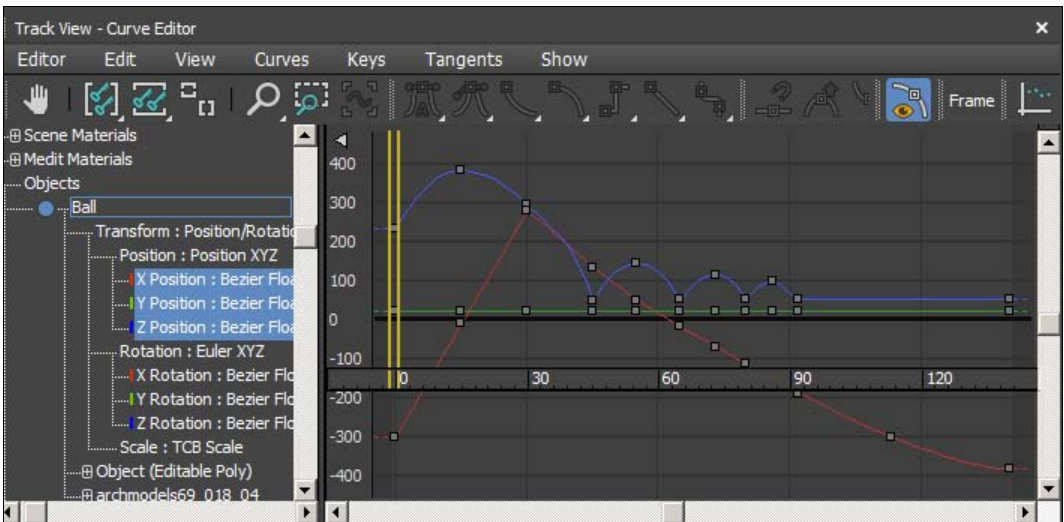 Track View - Curve Editor
Editor Edit View Curves Keys Tangents Show
Frame
Scene Materials
Medit Materials
Objects
Ball
Transform : Position/Rotatio
Position : Position XYZ
X Position : Bezier Floa
Y Position : Bezier Floa
Z Position : Bezier Floa
Rotation : Euler XYZ
X Rotation : Bezier Flo
Y Rotation : Bezier Flo
Z Rotation : Bezier Flo
Scale : TCB Scale
Object (Editable Poly)
archmodels69_018_04
400
300
200
100
0
-100
0 30 60 90 120
-200
-300
-400